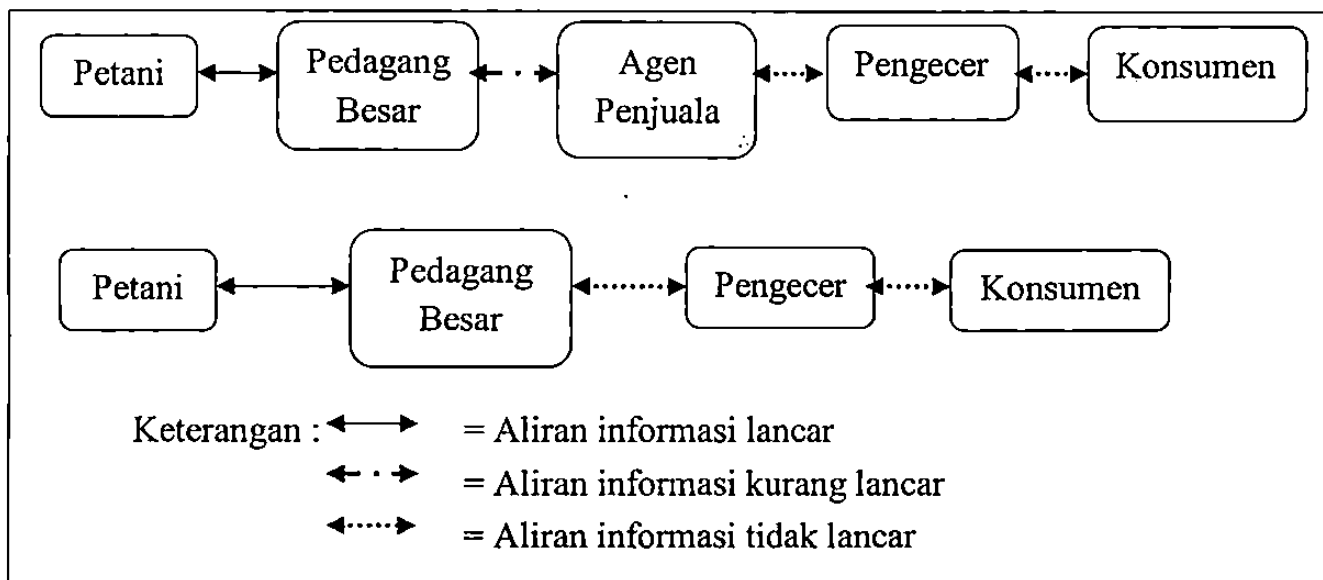 Petani
Pedagang
Besar
Agen
Penjuala
Pengecer
Konsumen
Petani
Pedagang
Besar
Pengecer
Konsumen
Keterangan :
= Aliran informasi lancar
= Aliran informasi kurang lancar
= Aliran informasi tidak lancar